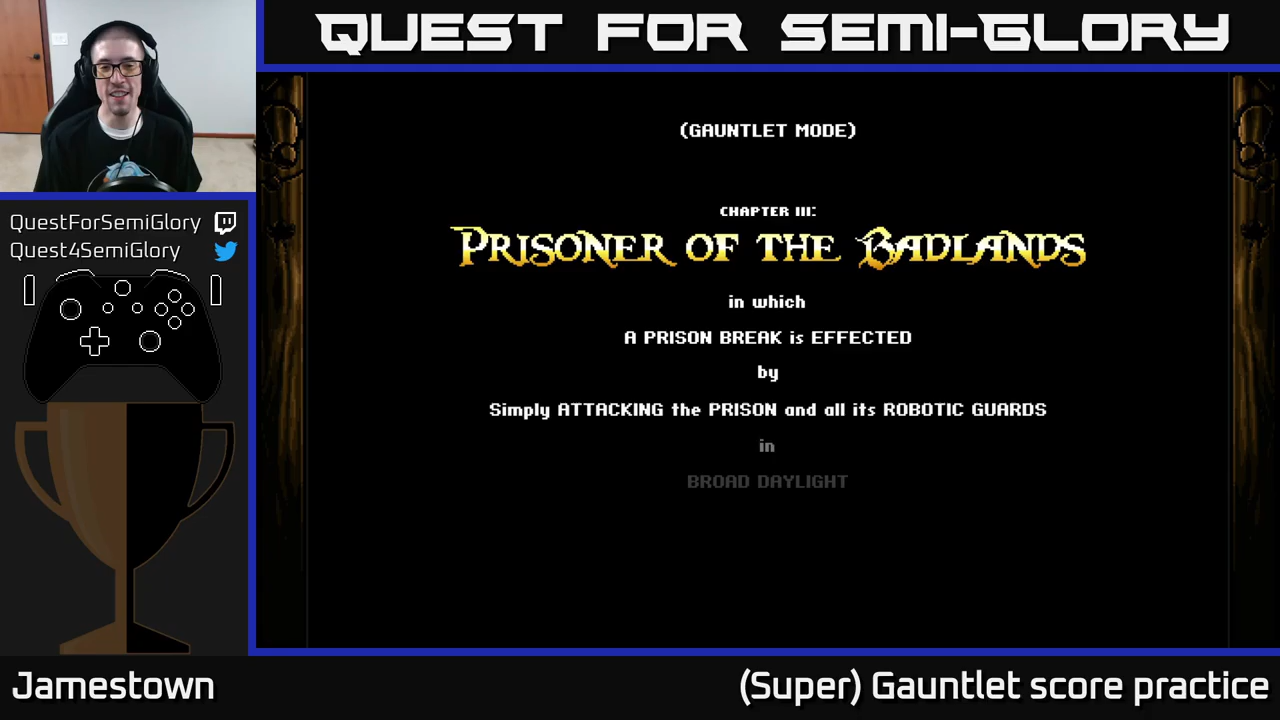 QUEST FOR SEMI-GLORY
QuestForSemiGlory
Quest4SemiGlory
(GAUNTLET MODE)
CHAPTER III:
PRISONER OF THE BADLANDS
in which
A PRISON BREAK is EFFECTED
by
Simply ATTACKING the PRISON and all its ROBOTIC GUARDS
in
BROAD DAYLIGHT
Jamestown
(Super) Gauntlet score practice